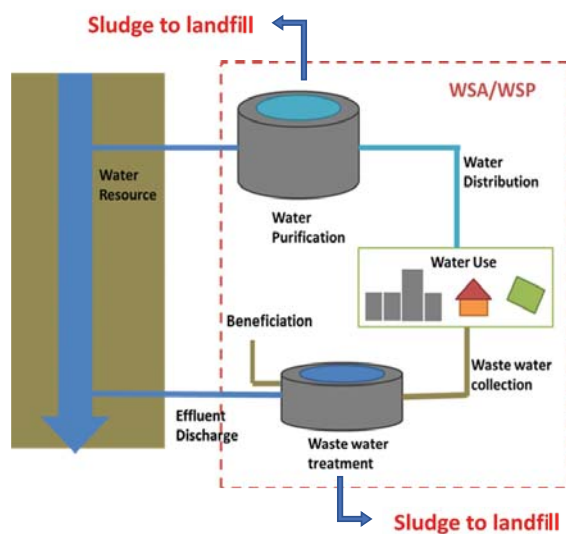 Sludge to landfill
WSA/WSP
Water
Resource
Water
Purification
Water
Distribution
Water Use
Beneficiation
Waste water
collection
Effluent
Discharge
Waste water
treatment
Sludge to landfill